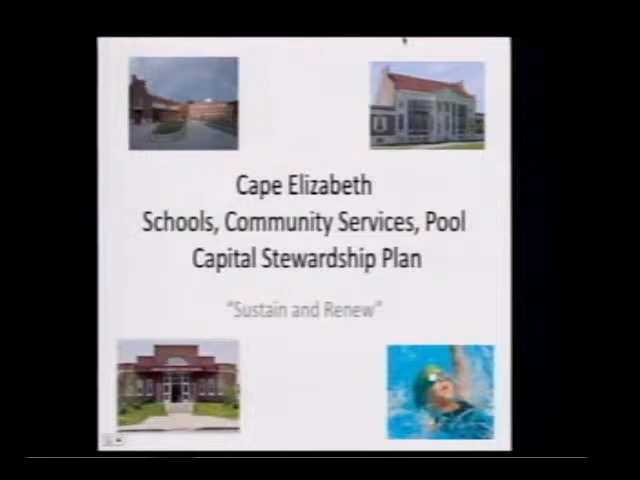 Cape Elizabeth
Schools, Community Services, Pool
Capital Stewardship Plan
"Sustain and Renew"